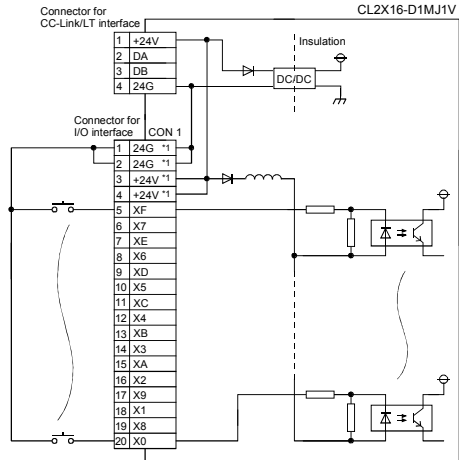 CL2X16-D1MJ1V
Connector for
CC-Link/LT interface
1 +24V
2 DA
3 DB
4 24G
Insulation
DC/DC
Connector for
I/O interface CON 1
1 24G *1
2 24G *1
3 +24V *1
4 +24V *1
5 XF
6 X7
7 XE
8 X6
9 XD
10 X5
11 XC
12 X4
13 XB
14 X3
15 XA
16 X2
17 X9
18 X1
19 X8
20 X0